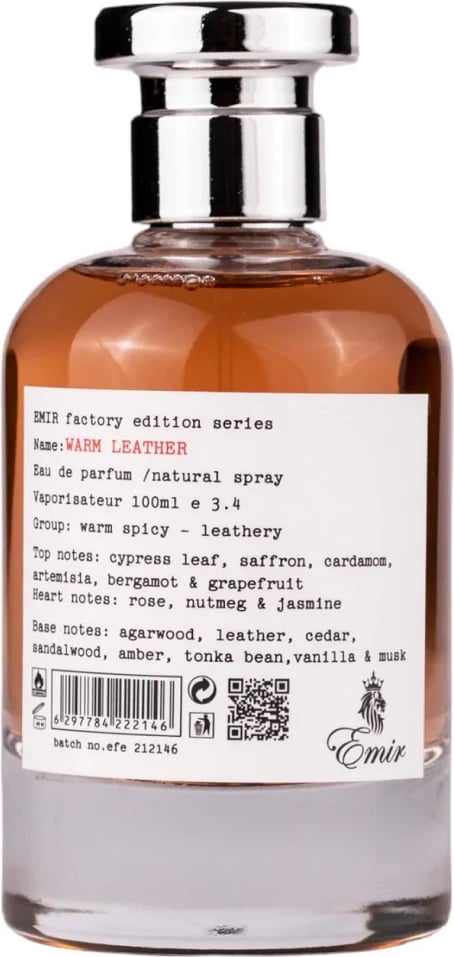 EMIR factory edition series
Name:WARM LEATHER
Eau de parfum /natural spray
Vaporisateur 100ml e 3.4
Group: warm spicy - leathery
Top notes: cypress leaf, saffron, cardamom,
artemisia, bergamot & grapefruit
Heart notes: rose, nutmeg & jasmine
Base notes: agarwood, leather, cedar,
sandalwood, amber, tonka bean,vanilla & musk
6 297784 222146
batch no.efe 212146
Emir